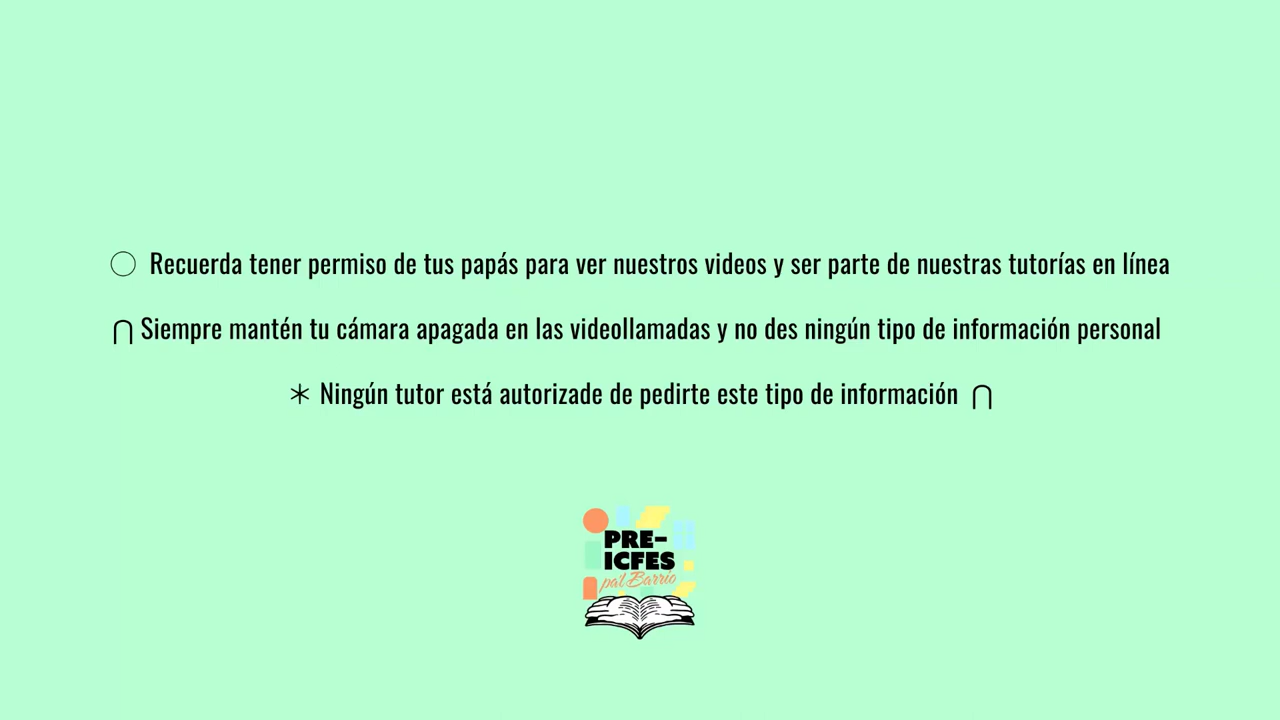 Recuerda tener permiso de tus papás para ver nuestros videos y ser parte de nuestras tutorías en línea
Siempre mantén tu cámara apagada en las videollamadas y no des ningún tipo de información personal
Ningún tutor está autorizade de pedirte este tipo de información
PRE-
ICFES
pa'l Barrio